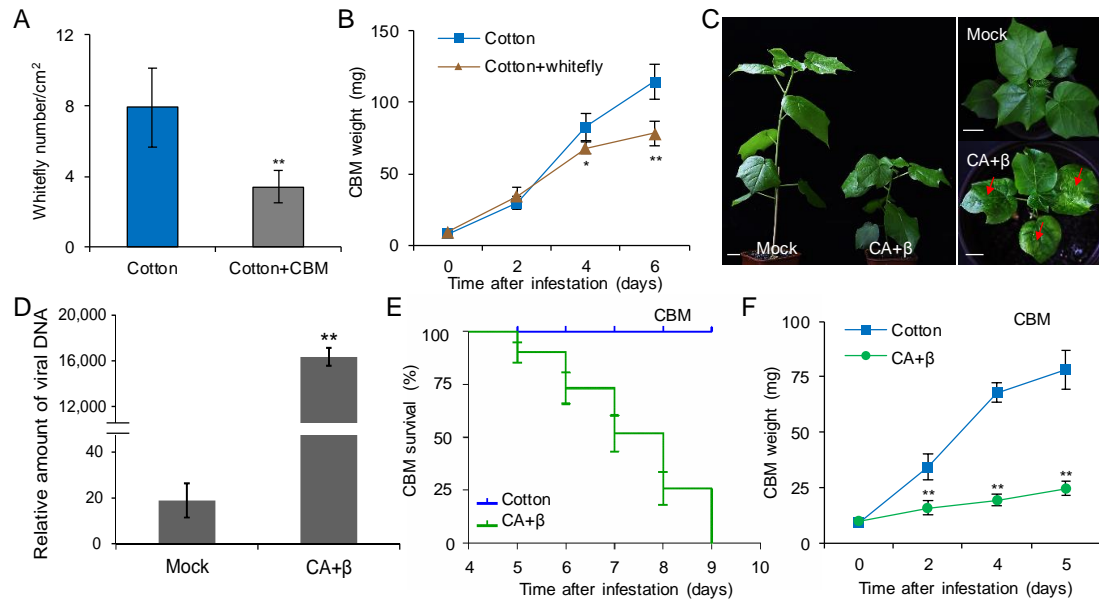 A
Whitefly number/cm2
12
8
4
0
**
Cotton
Cotton+CBM
B
CBM weight (mg)
150
100
50
0
Cotton
Cotton+whitefly
*
**
0 2 4 6
Time after infestation (days)
C
Mock
CA+β
Mock
CA+β
D
Relative amount of viral DNA
20,000
16,000
12,000
40
20
0
**
Mock
CA+β
E
CBM survival (%)
100
75
50
25
0
CBM
Cotton
CA+β
4 5 6 7 8 9 10
Time after infestation (days)
F
CBM weight (mg)
100
75
50
25
0
Cotton
CA+β
CBM
** ** **
0 2 4 5
Time after infestation (days)